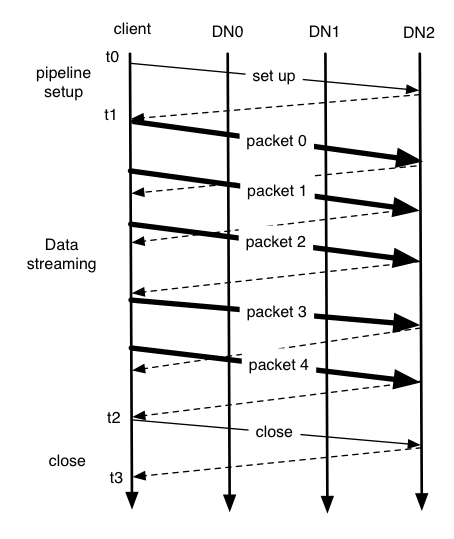 client DN0 DN1 DN2
t0
pipeline
setup
set up
t1
packet 0
packet 1
packet 2
Data
streaming
packet 3
packet 4
t2
close
close
t3